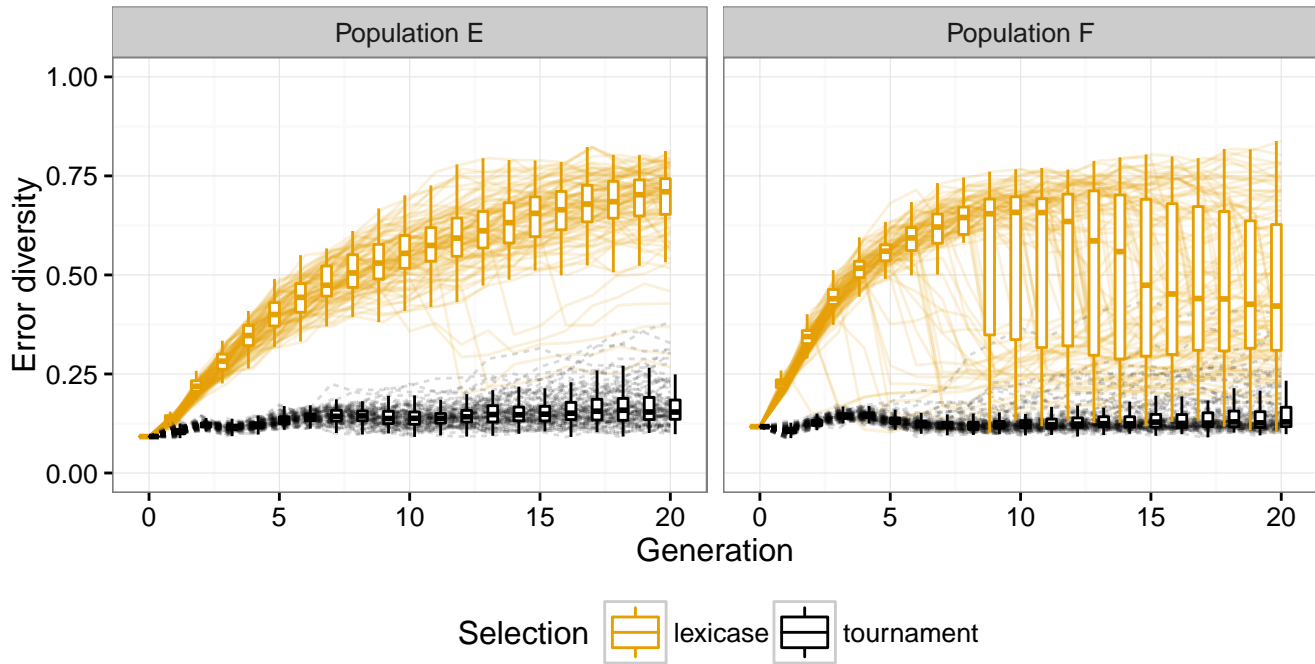 Population E
Population F
Error diversity
1.00
0.75
0.50
0.25
0.00
0 5 10 15 20
0 5 10 15 20
Generation
Selection lexicase tournament